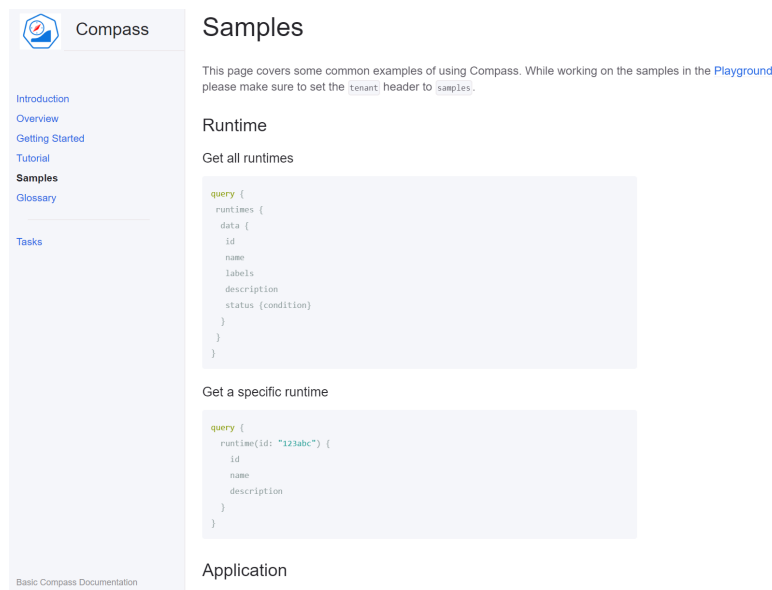 Compass
Introduction
Overview
Getting Started
Tutorial
Samples
Glossary
Tasks
Basic Compass Documentation
Samples
This page covers some common examples of using Compass. While working on the samples in the Playground
please make sure to set the tenant header to samples.
Runtime
Get all runtimes
query {
runtimes {
data {
id
name
labels
description
status {condition}
}
}
}
Get a specific runtime
query {
runtime(id: "123abc") {
id
name
description
}
}
Application